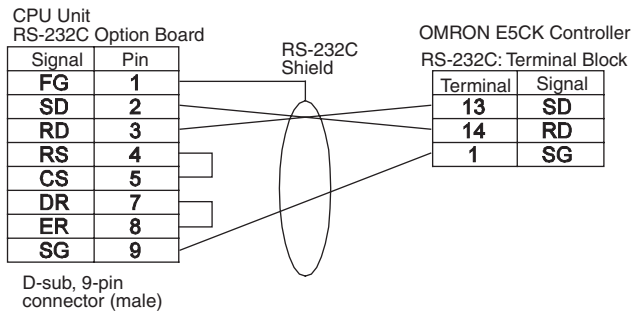 CPU Unit
RS-232C Option Board
Signal Pin
FG 1
SD 2
RD 3
RS 4
CS 5
DR 7
ER 8
SG 9
D-sub, 9-pin
connector (male)
RS-232C
Shield
OMRON E5CK Controller
RS-232C: Terminal Block
Terminal Signal
13 SD
14 RD
1 SG